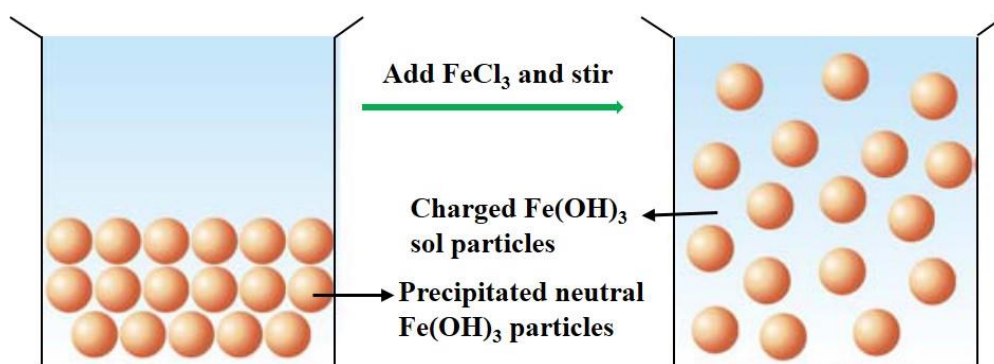 Add FeCl₃ and stir
Charged Fe(OH)₃
sol particles
Precipitated neutral
Fe(OH)₃ particles